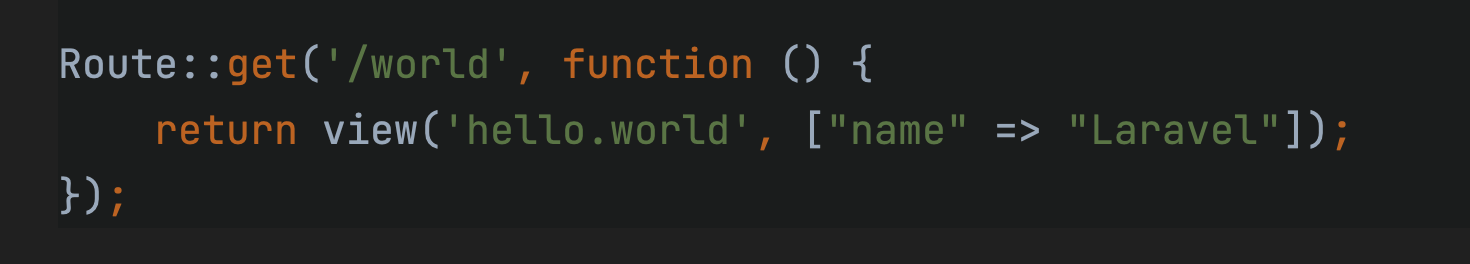 Route::get('/world', function () {
    return view('hello.world', ["name" => "Laravel"]);
});